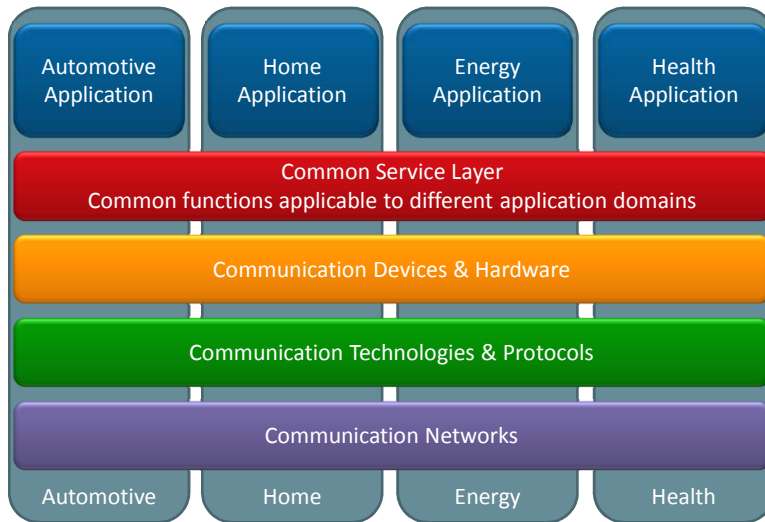 Automotive
Application
Home
Application
Energy
Application
Health
Application
Common Service Layer
Common functions applicable to different application domains
Communication Devices & Hardware
Communication Technologies & Protocols
Communication Networks
Automotive
Home
Energy
Health